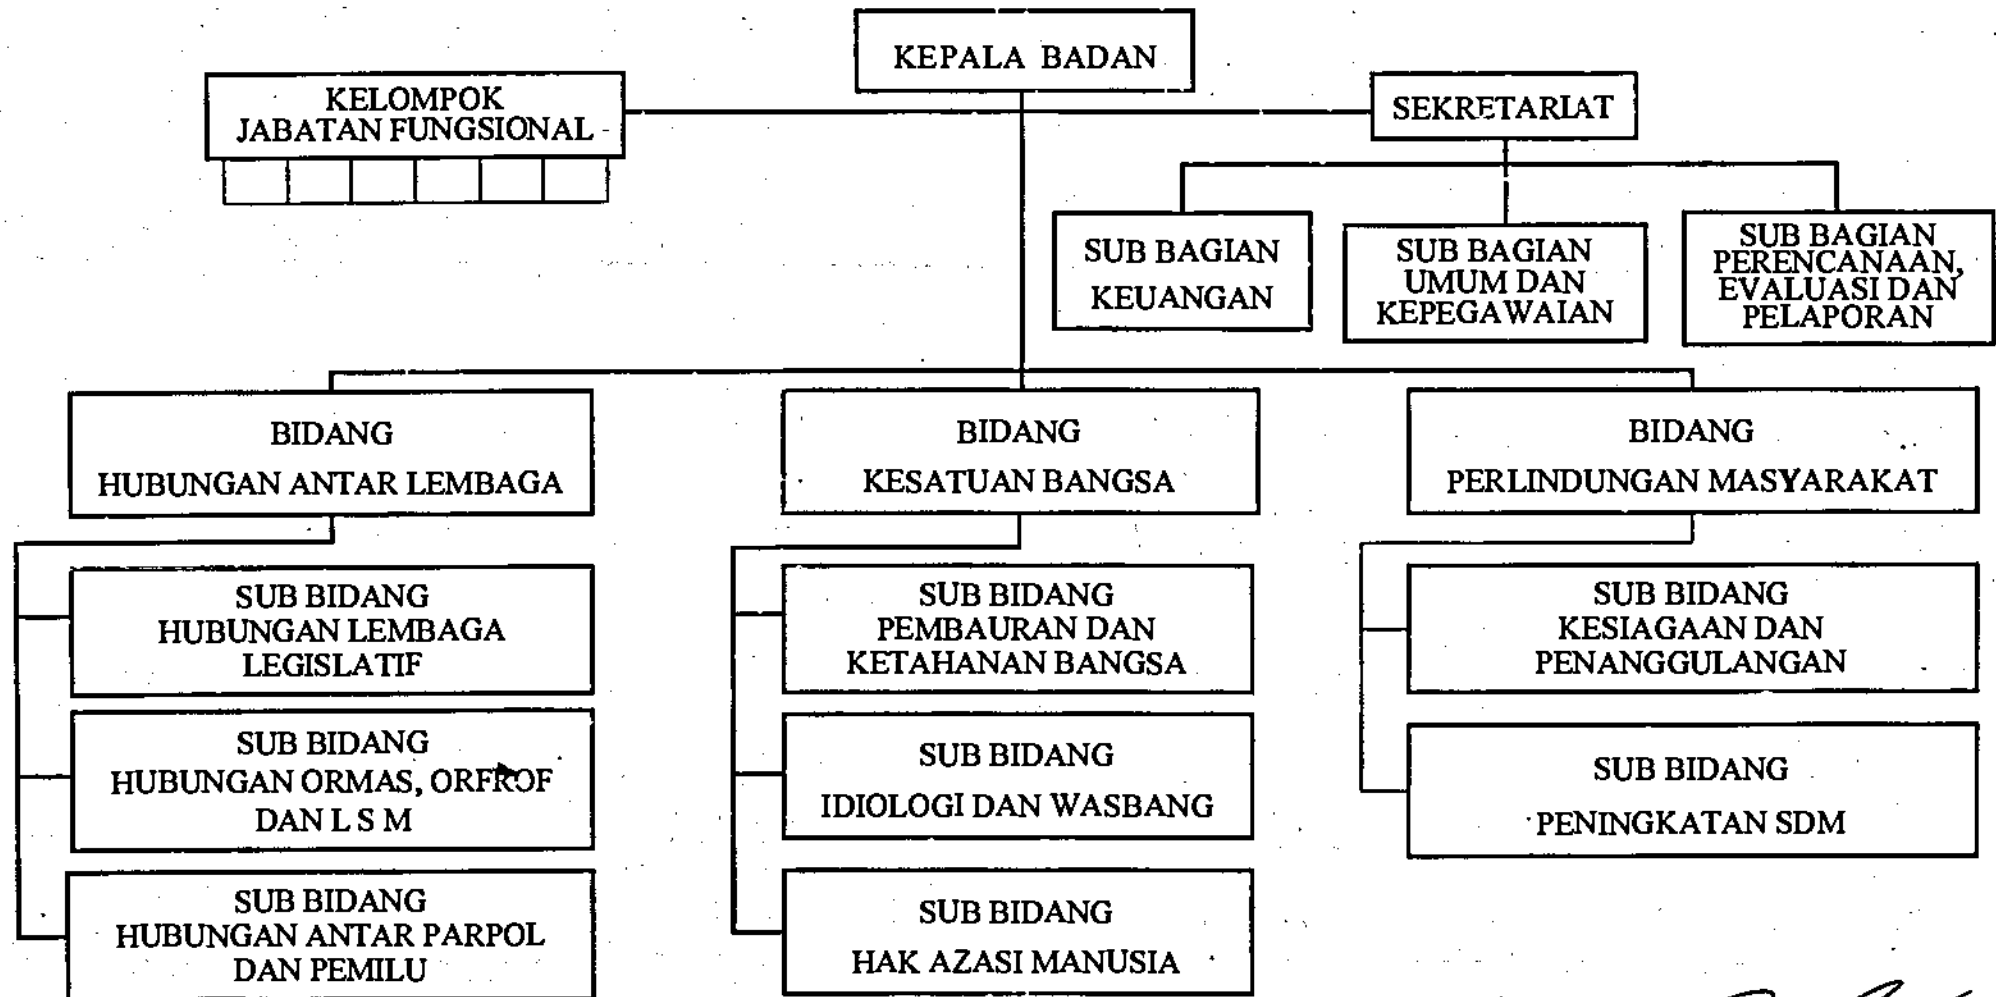 KEPALA BADAN
KELOMPOK
JABATAN FUNGSIONAL
SEKRETARIAT
SUB BAGIAN
KEUANGAN
SUB BAGIAN
UMUM DAN
KEPEGAWAIAN
SUB BAGIAN
PERENCANAAN,
EVALUASI DAN
PELAPORAN
BIDANG
HUBUNGAN ANTAR LEMBAGA
BIDANG
KESATUAN BANGSA
BIDANG
PERLINDUNGAN MASYARAKAT
SUB BIDANG
HUBUNGAN LEMBAGA
LEGISLATIF
SUB BIDANG
HUBUNGAN ORMAS, ORFROF
DAN L S M
SUB BIDANG
HUBUNGAN ANTAR PARPOL
DAN PEMILU
SUB BIDANG
PEMBAURAN DAN
KETAHANAN BANGSA
SUB BIDANG
IDIOLOGI DAN WASBANG
SUB BIDANG
HAK AZASI MANUSIA
SUB BIDANG
KESIAGAAN DAN
PENANGGULANGAN
SUB BIDANG
PENINGKATAN SDM